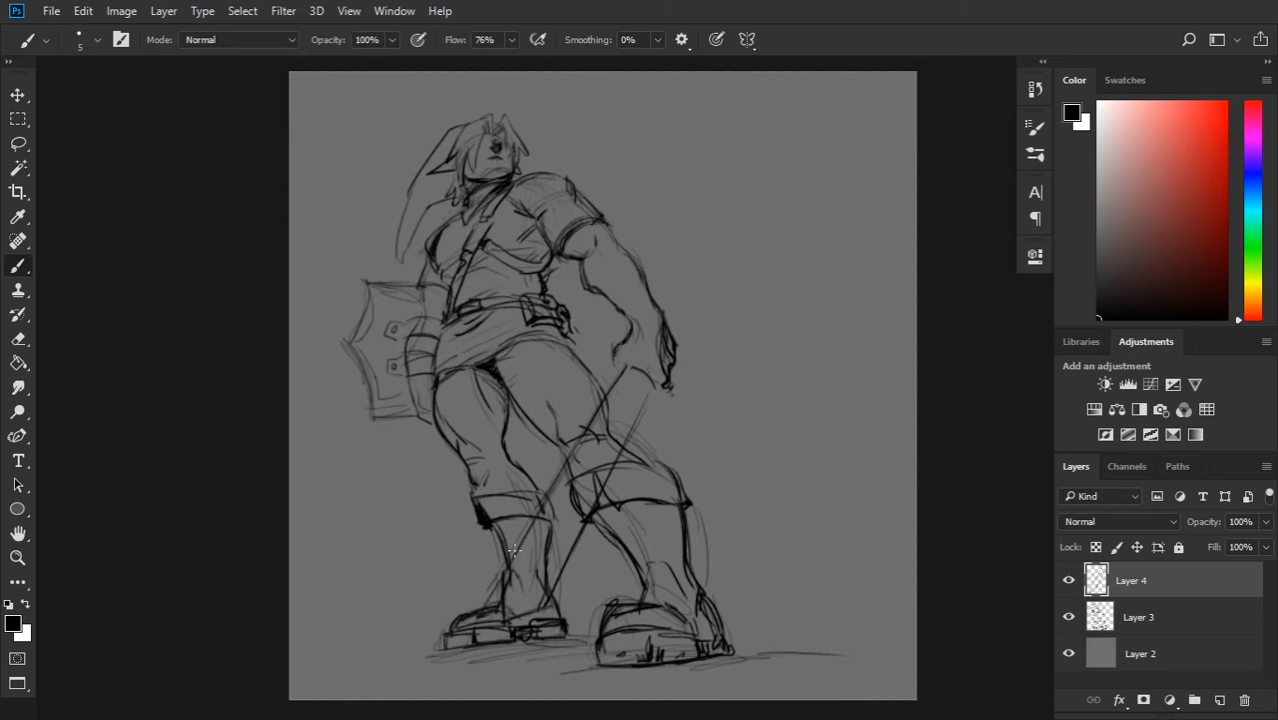 Ps File Edit Image Layer Type Select Filter 3D View Window Help
5 Mode: Normal Opacity: 100% Flow: 76% Smoothing: 0%
Color Swatches
Libraries Adjustments
Add an adjustment
Layers Channels Paths
Kind
Normal Opacity: 100%
Lock: Fill: 100%
Layer 4
Layer 3
Layer 2